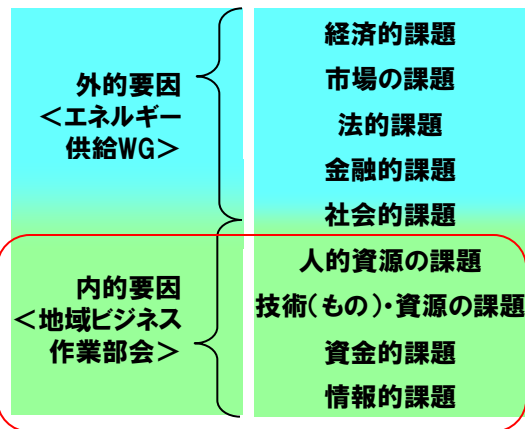 外的要因
＜エネルギー
供給WG＞
経済的課題
市場の課題
法的課題
金融的課題
社会的課題
内的要因
＜地域ビジネス
作業部会＞
人的資源の課題
技術(もの)・資源の課題
資金的課題
情報的課題